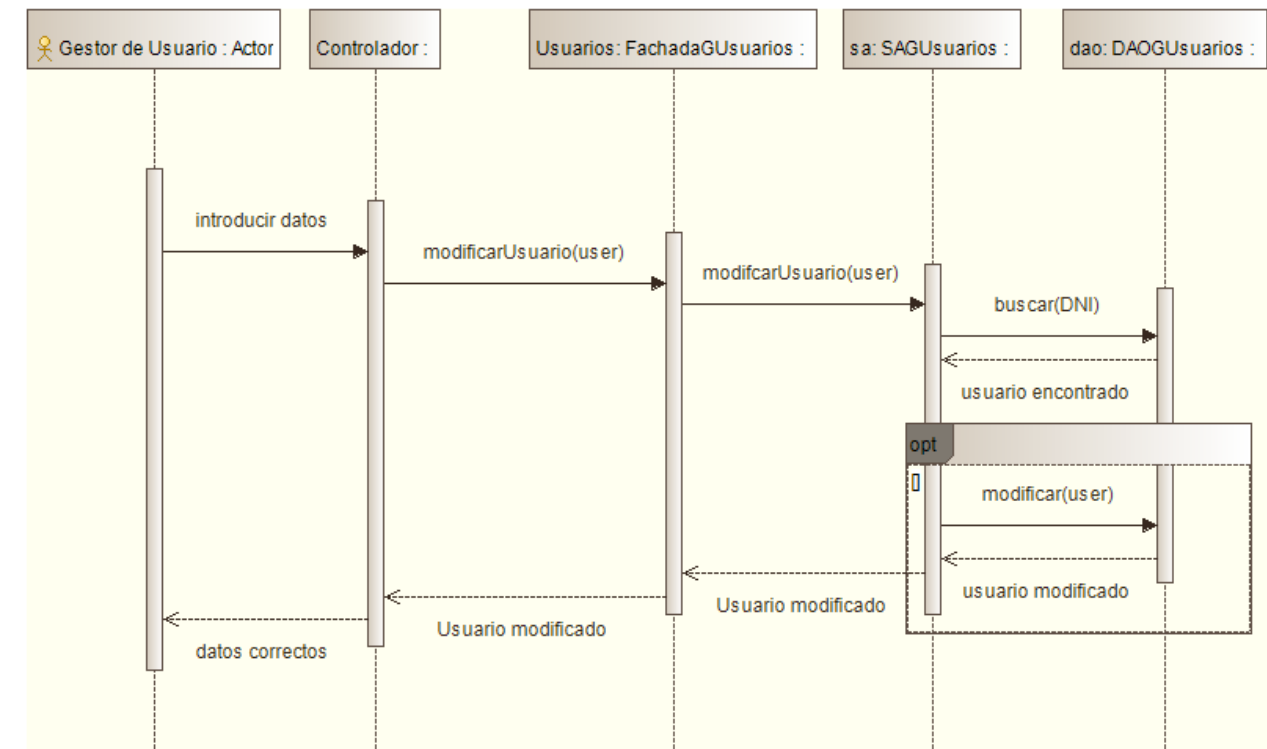 Gestor de Usuario : Actor
Controlador :
Usuarios: FachadaGUsuarios :
sa: SAGUsuarios :
dao: DAOGUsuarios :
introducir datos
modificarUsuario(user)
modifcarUsuario(user)
buscar(DNI)
usuario encontrado
opt
[]
modificar(user)
usuario modificado
Usuario modificado
Usuario modificado
datos correctos